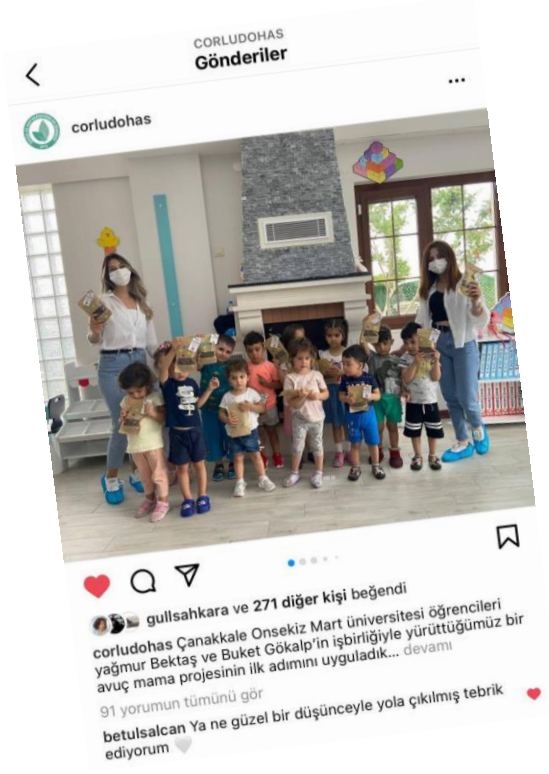 CORLUDOHAS
Gönderiler
corludohas
gullsahkara ve 271 diğer kişi beğendi
corludohas Çanakkale Onsekiz Mart üniversitesi öğrencileri
yağmur Bektaş ve Buket Gökalp'in işbirliğiyle yürüttüğümüz bir
avuç mama projesinin ilk adımını uyguladık... devamı
91 yorumun tümünü gör
betulsalcan Ya ne güzel bir düşünceyle yola çıkılmış tebrik
ediyorum